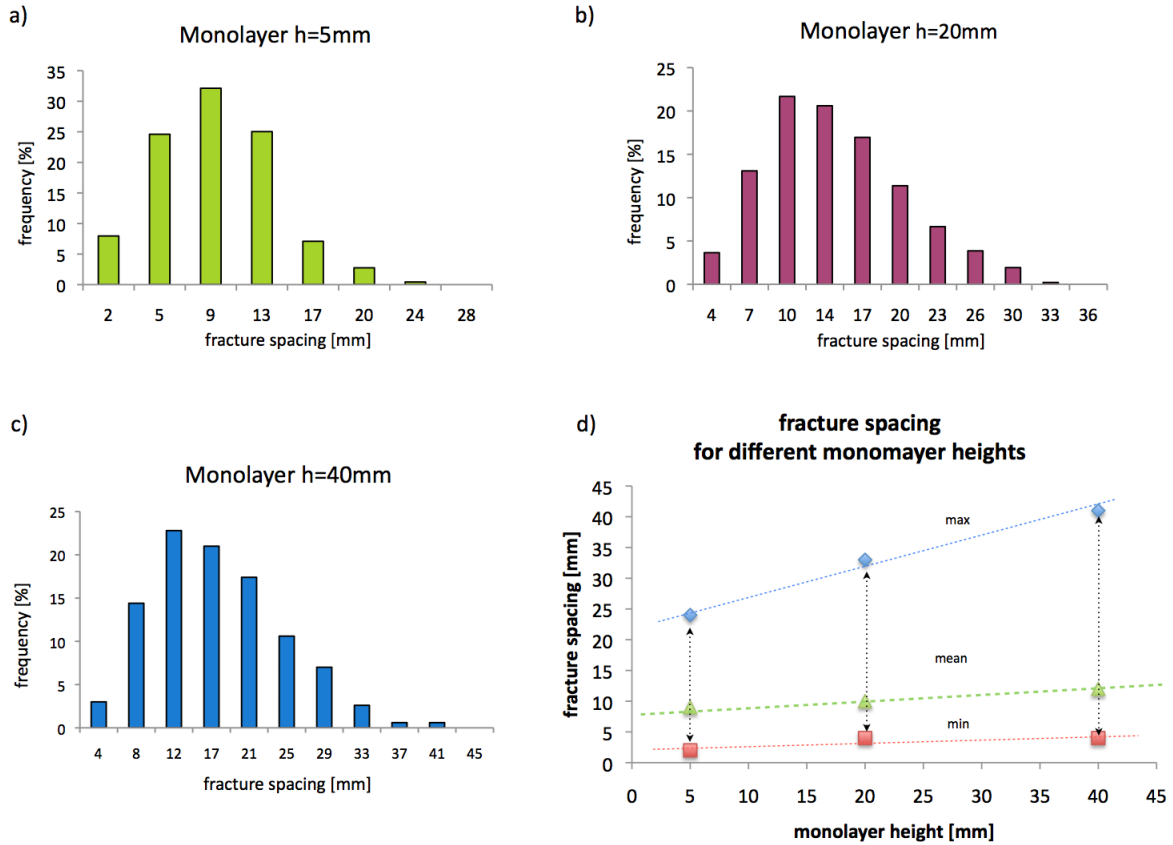 a)
Monolayer h=5mm
frequency [%]
35
30
25
20
15
10
5
0
2 5 9 13 17 20 24 28
fracture spacing [mm]
b)
Monolayer h=20mm
frequency [%]
25
20
15
10
5
0
4 7 10 14 17 20 23 26 30 33 36
fracture spacing [mm]
c)
Monolayer h=40mm
frequency [%]
25
20
15
10
5
0
4 8 12 17 21 25 29 33 37 41 45
fracture spacing [mm]
d)
fracture spacing
for different monomayer heights
fracture spacing [mm]
45
40
35
30
25
20
15
10
5
0
max
mean
min
0 5 10 15 20 25 30 35 40 45
monolayer height [mm]